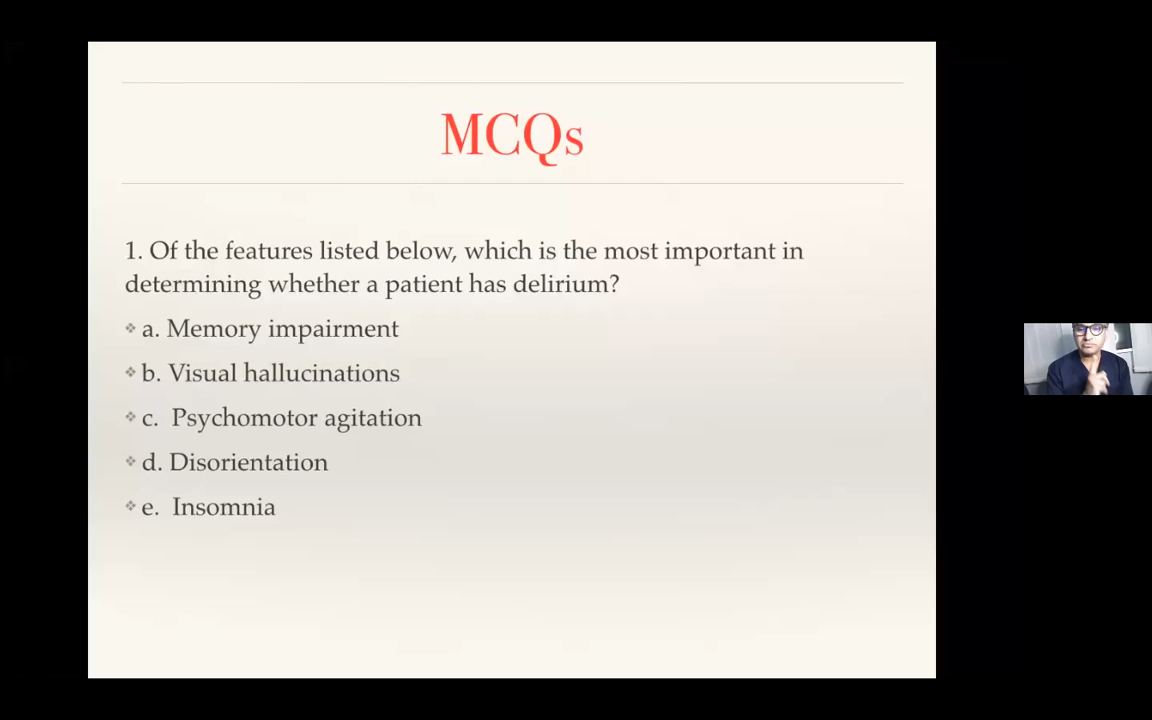 MCQs
1. Of the features listed below, which is the most important in
determining whether a patient has delirium?
❖ a. Memory impairment
❖ b. Visual hallucinations
❖ c. Psychomotor agitation
❖ d. Disorientation
❖ e. Insomnia